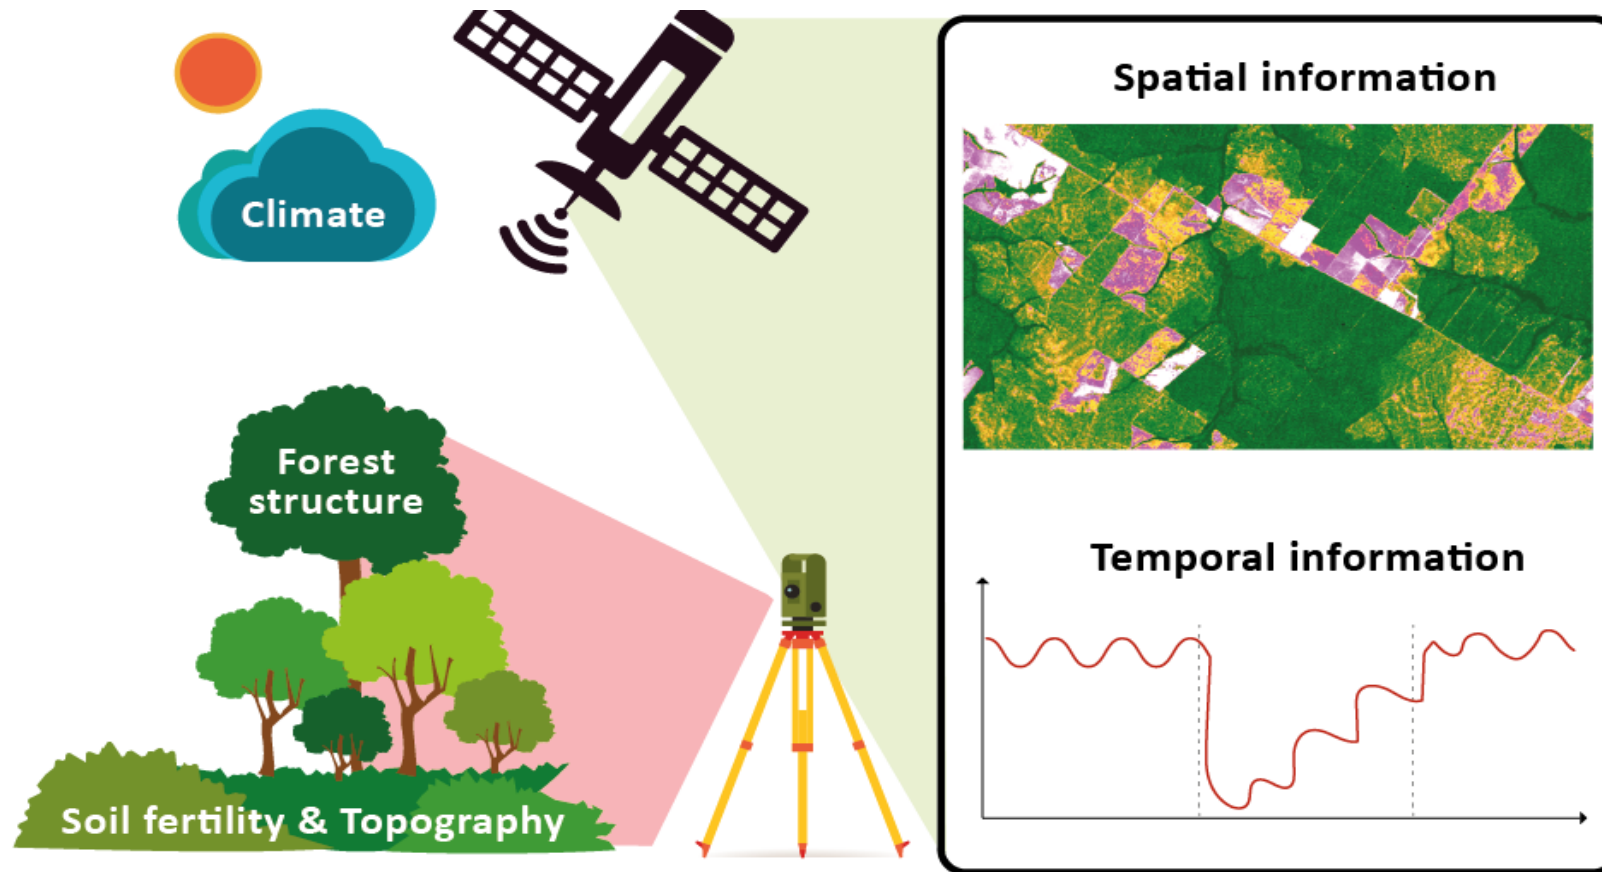 Spatial information
Climate
Forest
structure
Temporal information
Soil fertility & Topography